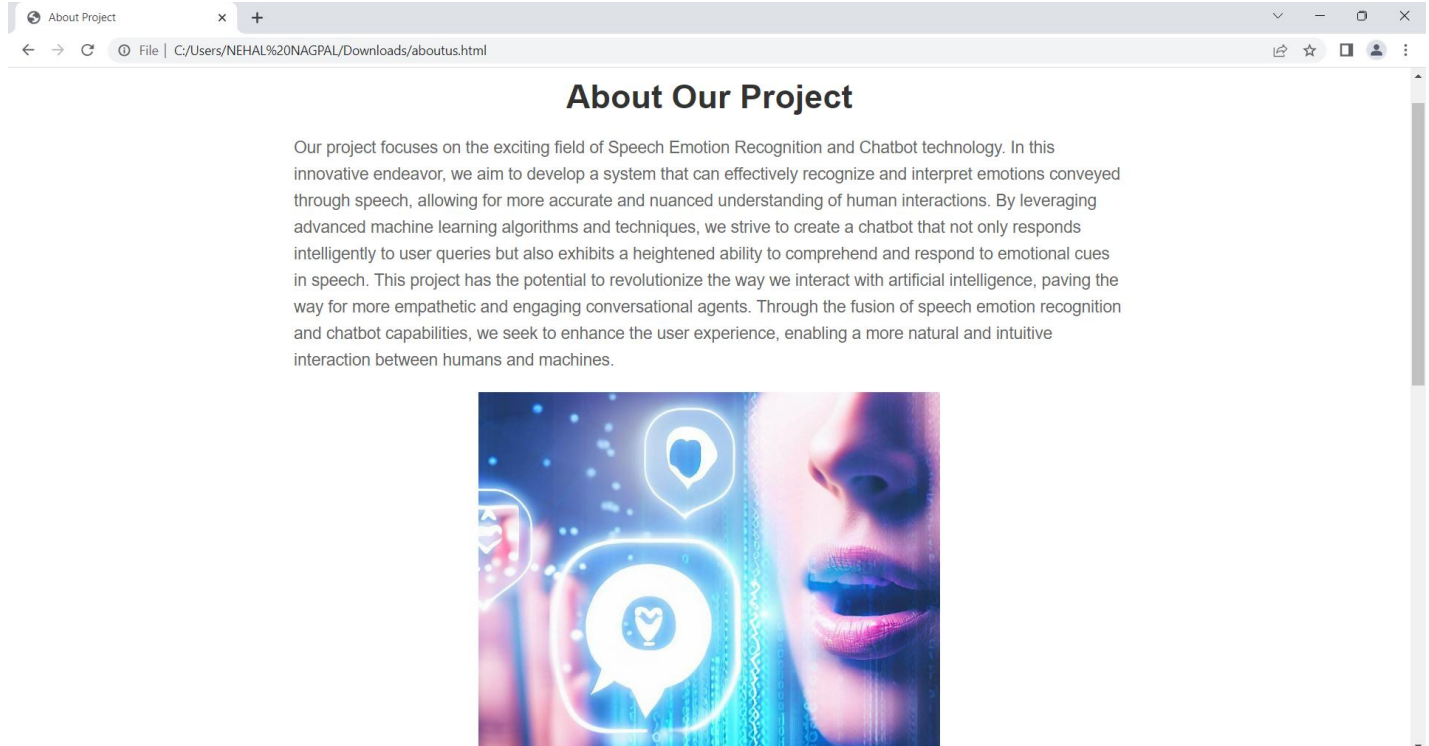 About Project
File | C:/Users/NEHAL%20NAGPAL/Downloads/aboutus.html
About Our Project
Our project focuses on the exciting field of Speech Emotion Recognition and Chatbot technology. In this
innovative endeavor, we aim to develop a system that can effectively recognize and interpret emotions conveyed
through speech, allowing for more accurate and nuanced understanding of human interactions. By leveraging
advanced machine learning algorithms and techniques, we strive to create a chatbot that not only responds
intelligently to user queries but also exhibits a heightened ability to comprehend and respond to emotional cues
in speech. This project has the potential to revolutionize the way we interact with artificial intelligence, paving the
way for more empathetic and engaging conversational agents. Through the fusion of speech emotion recognition
and chatbot capabilities, we seek to enhance the user experience, enabling a more natural and intuitive
interaction between humans and machines.